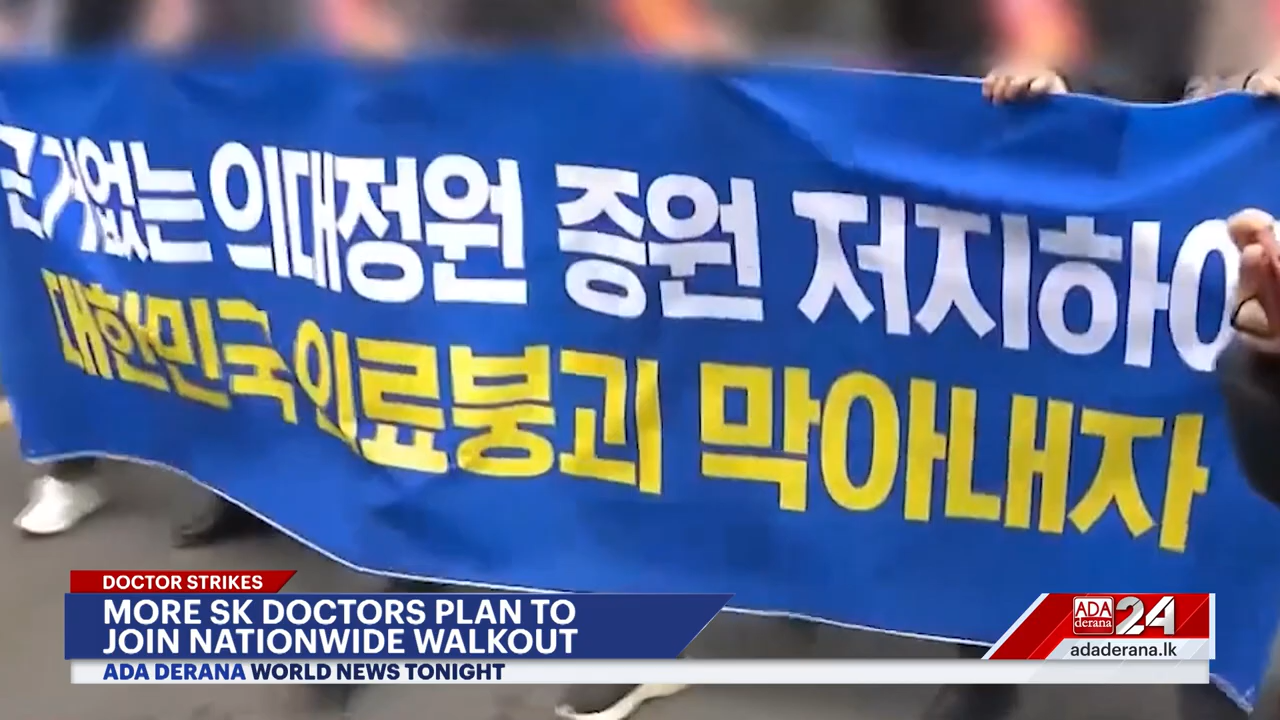 근거없는 의대정원 증원 저지하여
대한민국 의료붕괴 막아내자
DOCTOR STRIKES
MORE SK DOCTORS PLAN TO
JOIN NATIONWIDE WALKOUT
ADA DERANA WORLD NEWS TONIGHT
ADA
derana
24
adaderana.lk